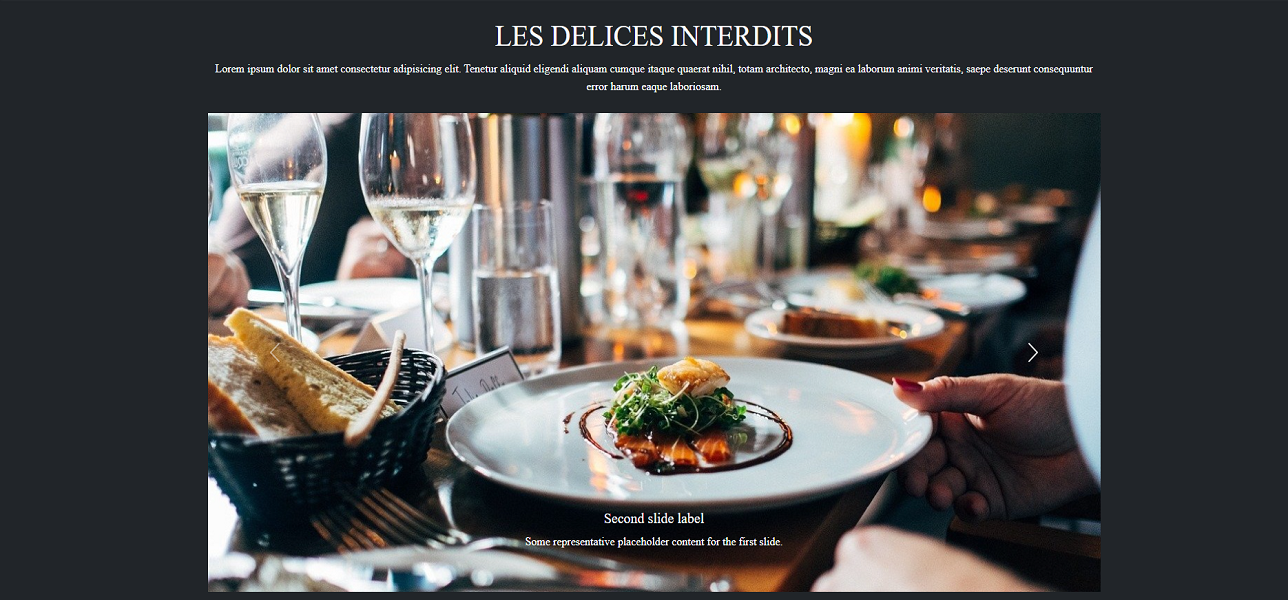 LES DELICES INTERDITS
Lorem ipsum dolor sit amet consectetur adipisicing elit. Tenetur aliquid eligendi aliquam cumque itaque quaerat nihil, totam architecto, magni ea laborum animi veritatis, saepe deserunt consequuntur
error harum eaque laboriosam.
Second slide label
Some representative placeholder content for the first slide.